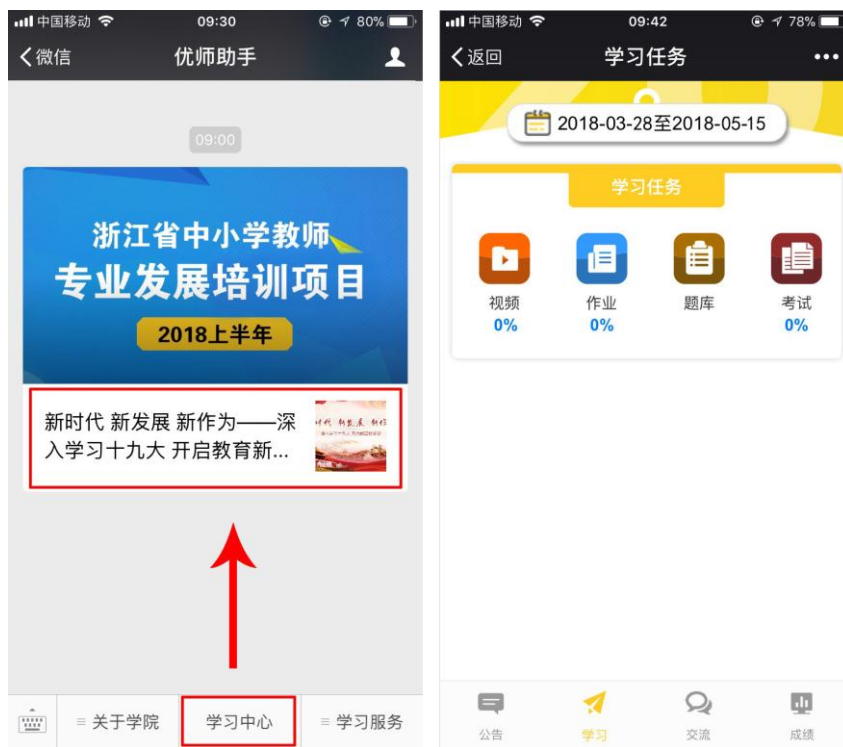 中国移动 09:30 80%
微信 优师助手
09:00
浙江省中小学教师
专业发展培训项目
2018上半年
新时代 新发展 新作为——深
入学习十九大 开启教育新...
关于学院 学习中心 学习服务
中国移动 09:42 78%
返回 学习任务
2018-03-28至2018-05-15
学习任务
视频 作业 题库 考试
0% 0% 0%
公告 学习 交流 成绩